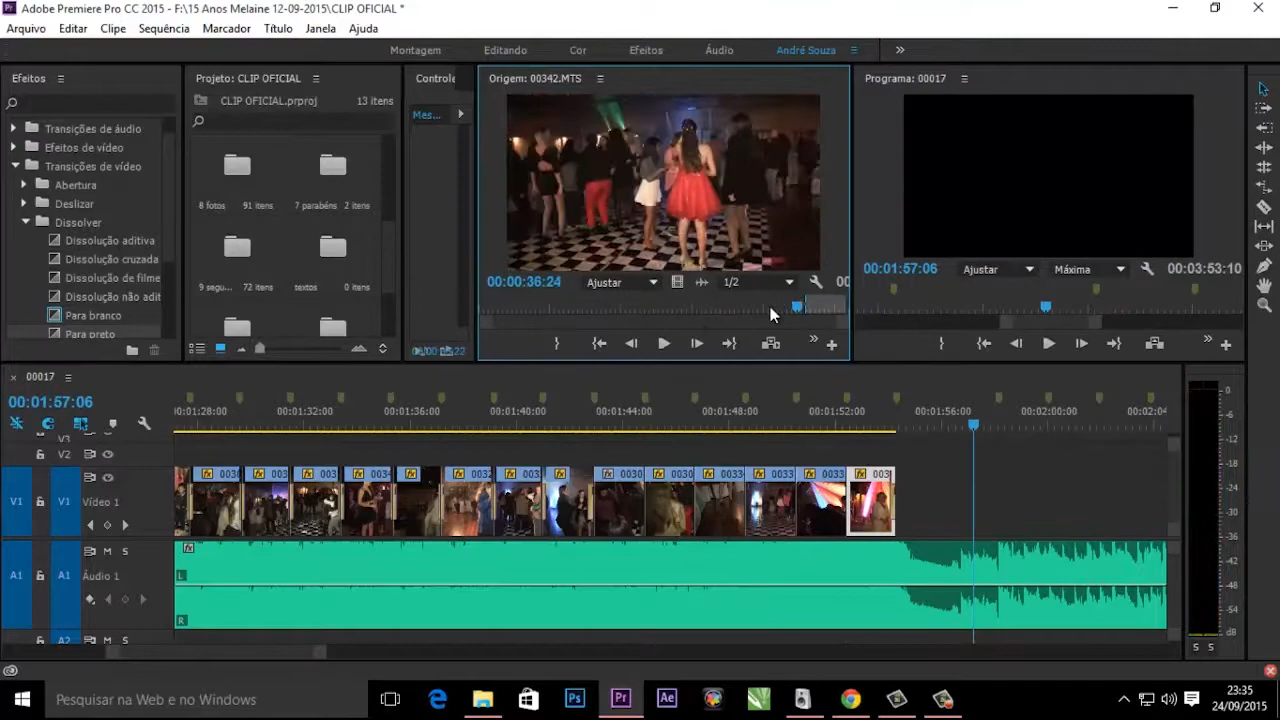 Adobe Premiere Pro CC 2015 - F:\15 Anos Melaine 12-09-2015\CLIP OFICIAL *
Arquivo Editar Clipe Sequência Marcador Título Janela Ajuda
Montagem Editando Cor Efeitos Áudio André Souza
Efeitos
Transições de áudio
Efeitos de vídeo
Transições de vídeo
Abertura
Deslizar
Dissolver
Dissolução aditiva
Dissolução cruzada
Dissolução de filme
Dissolução não adit
Para branco
Para preto
Projeto: CLIP OFICIAL
CLIP OFICIAL.prproj 13 itens
8 fotos 91 itens 7 parabéns 2 itens
9 segu... 72 itens textos 0 itens
Controle
Mes...
Origem: 00342.MTS
00:00:36:24 Ajustar 1/2 00
Programa: 00017
00:01:57:06 Ajustar Máxima 00:03:53:10
00017
00:01:57:06
0:01:28:00 00:01:32:00 00:01:36:00 00:01:40:00 00:01:44:00 00:01:48:00 00:01:52:00 00:01:56:00 00:02:00:00 00:02:04
V3
V2
V1 V1 Vídeo 1
A1 A1 Áudio 1
M S
L
R
A2 M S
0
-6
-12
-18
-24
-30
-36
-42
-48
-54
dB
S S
Pesquisar na Web e no Windows
Ps Pr Ae
23:35
24/09/2015